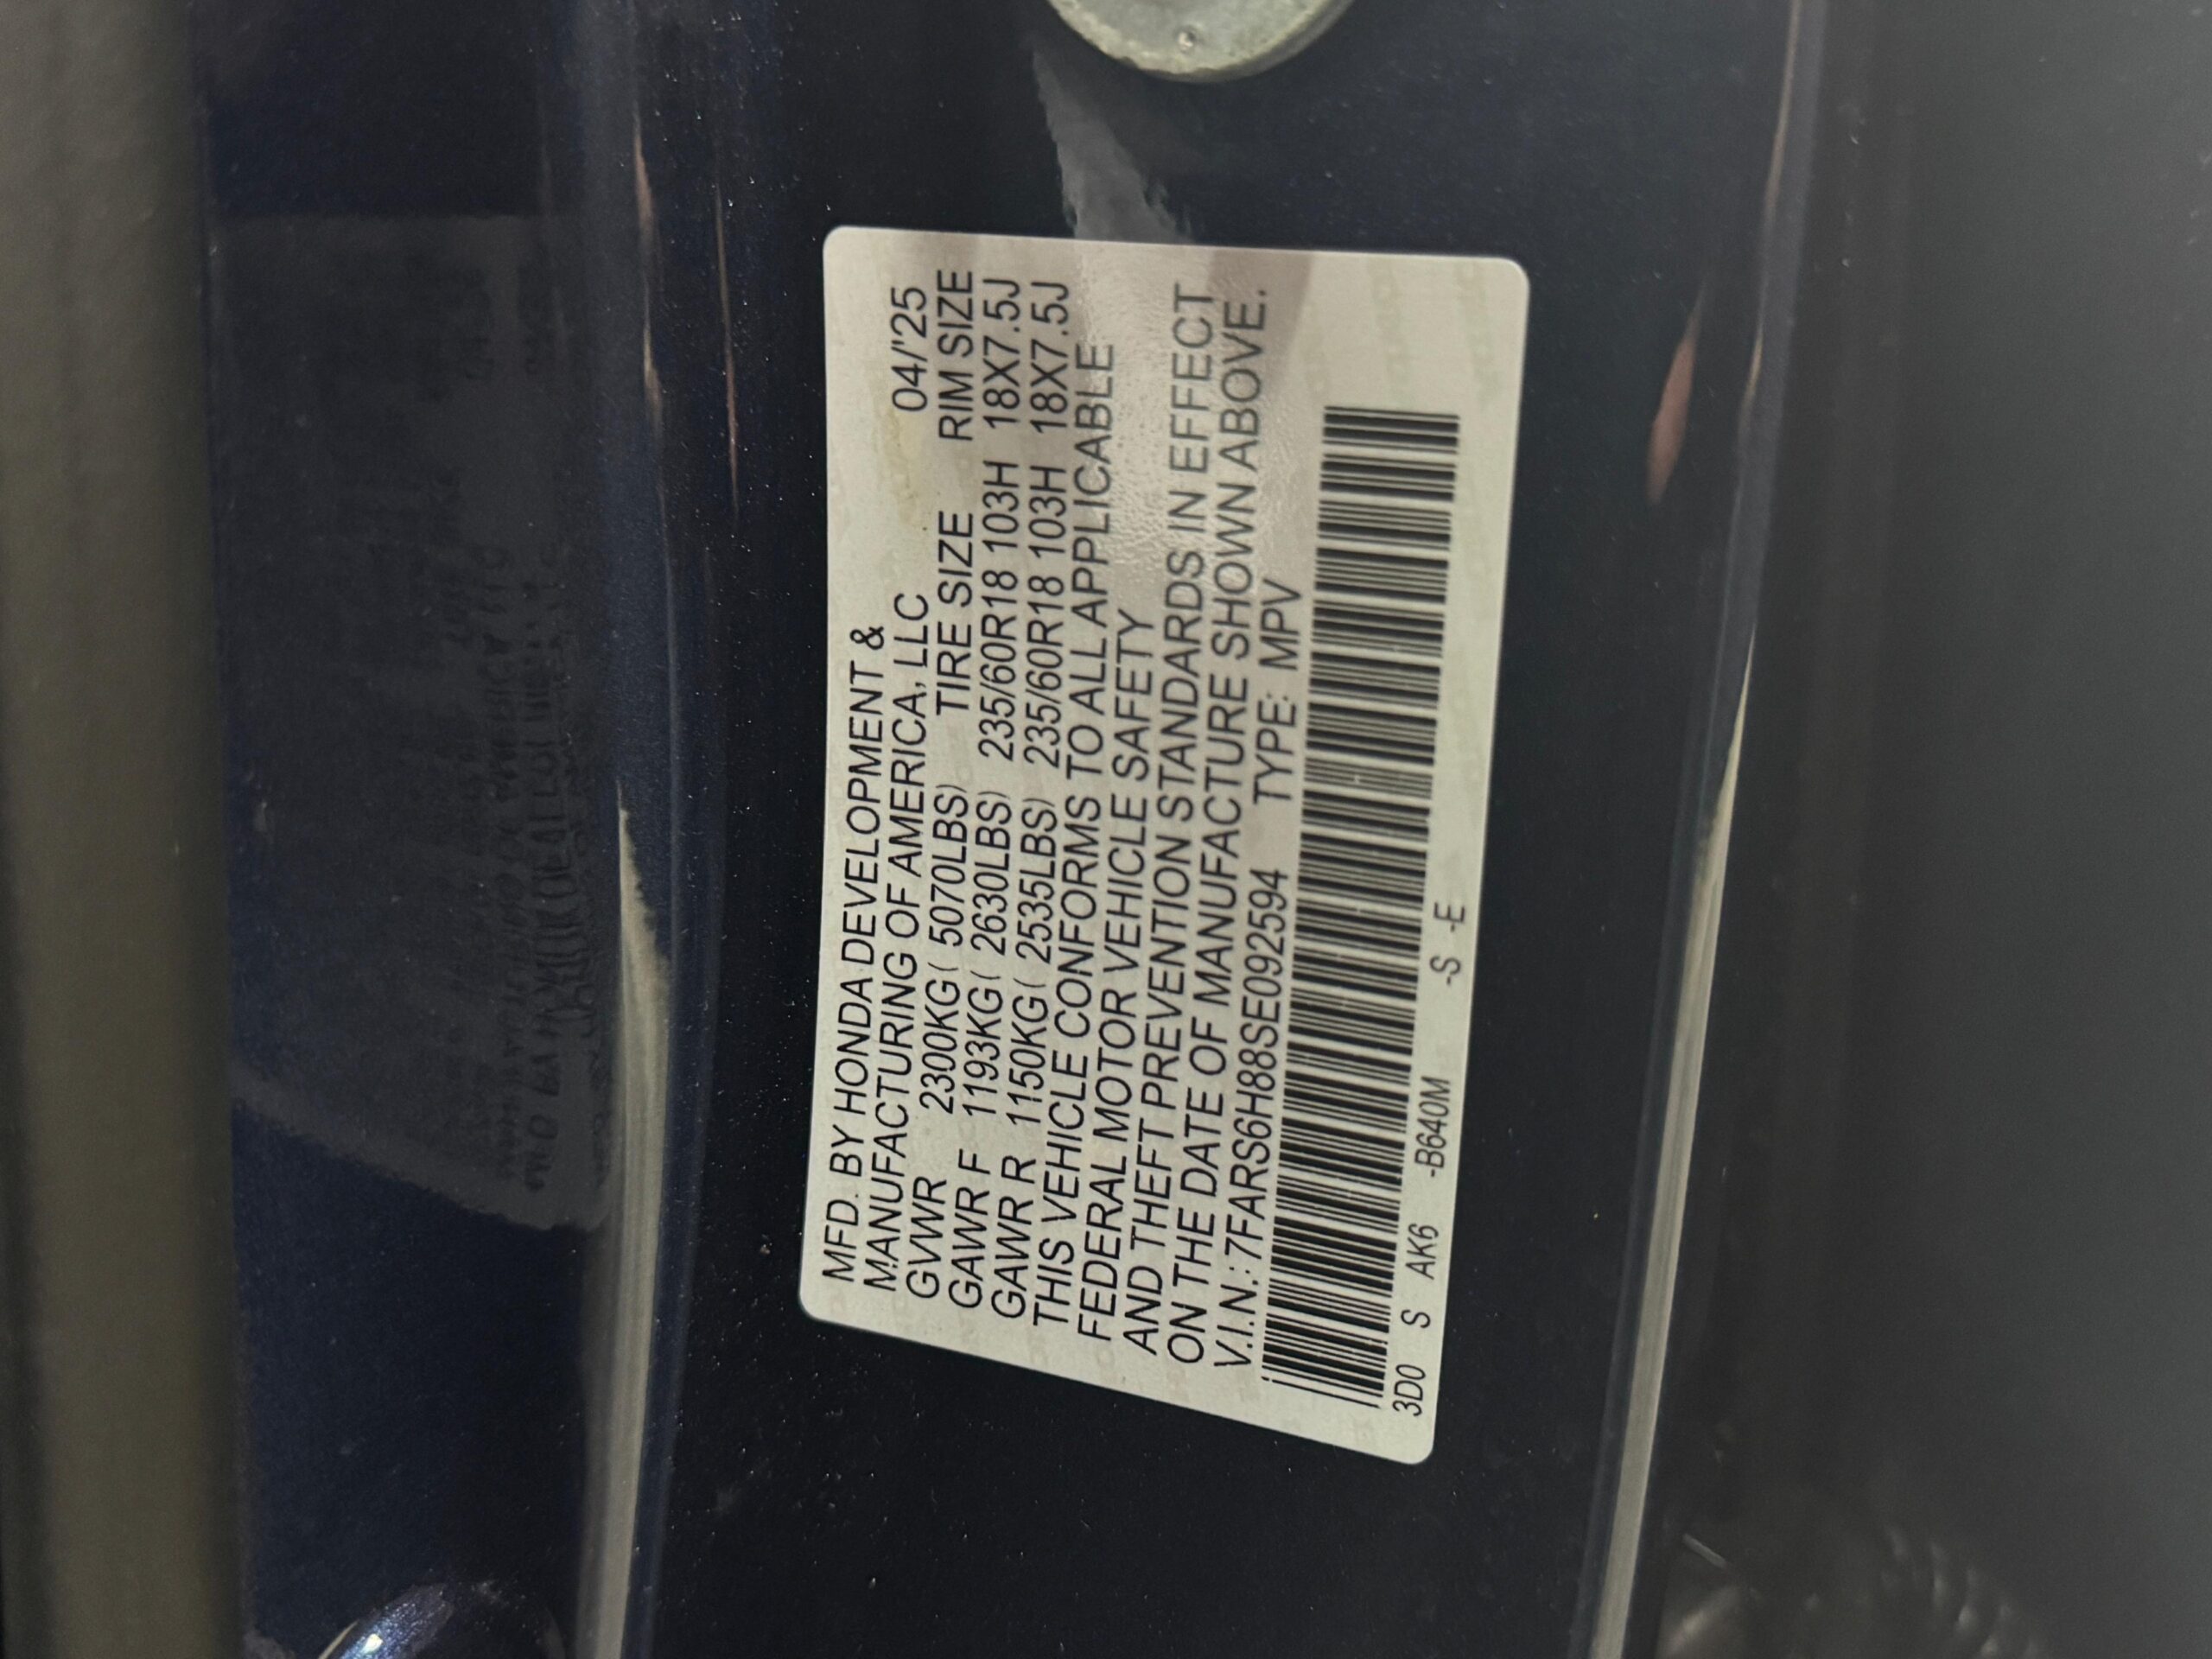 MFD. BY HONDA DEVELOPMENT &
MANUFACTURING OF AMERICA, LLC 04/'25
GVWR 2300KG( 5070LBS) TIRE SIZE RIM SIZE
GAWR F 1193KG( 2630LBS) 235/60R18 103H 18X7.5J
GAWR R 1150KG( 2535LBS) 235/60R18 103H 18X7.5J
THIS VEHICLE CONFORMS TO ALL APPLICABLE
FEDERAL MOTOR VEHICLE SAFETY
AND THEFT PREVENTION STANDARDS IN EFFECT
ON THE DATE OF MANUFACTURE SHOWN ABOVE.
V.I.N.: 7FARS6H88SE092594 TYPE: MPV
3D0 S AK6 -B640M -S -E